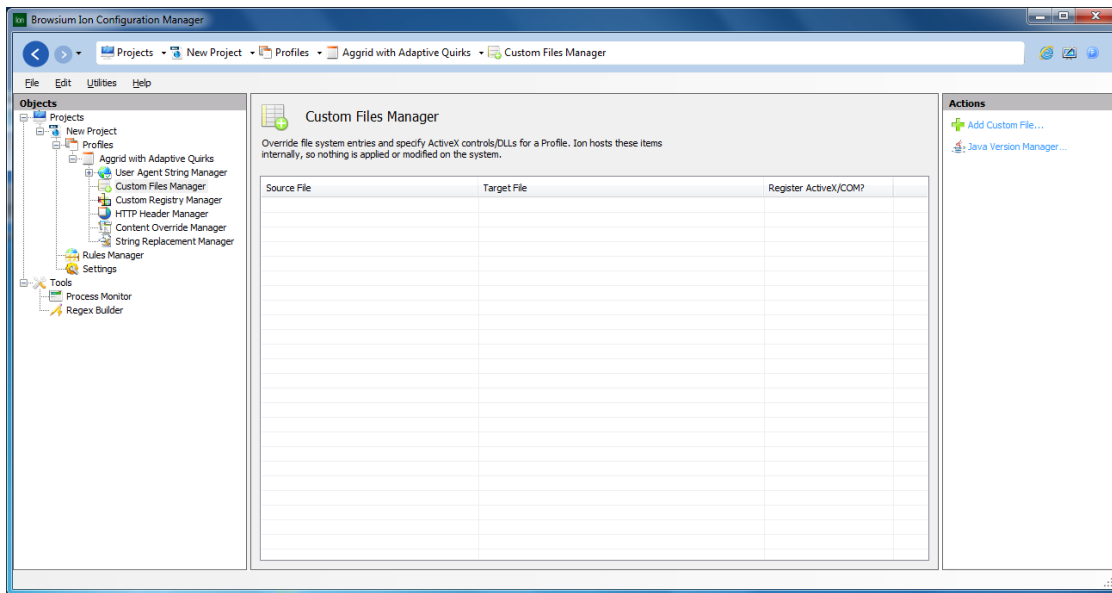 Ion Browsium Ion Configuration Manager
Projects New Project Profiles Aggrid with Adaptive Quirks Custom Files Manager
File Edit Utilities Help
Objects
Projects
New Project
Profiles
Aggrid with Adaptive Quirks
User Agent String Manager
Custom Files Manager
Custom Registry Manager
HTTP Header Manager
Content Override Manager
String Replacement Manager
Rules Manager
Settings
Tools
Process Monitor
Regex Builder
Custom Files Manager
Override file system entries and specify ActiveX controls/DLLs for a Profile. Ion hosts these items
internally, so nothing is applied or modified on the system.
Source File Target File Register ActiveX/COM?
Actions
Add Custom File...
Java Version Manager...